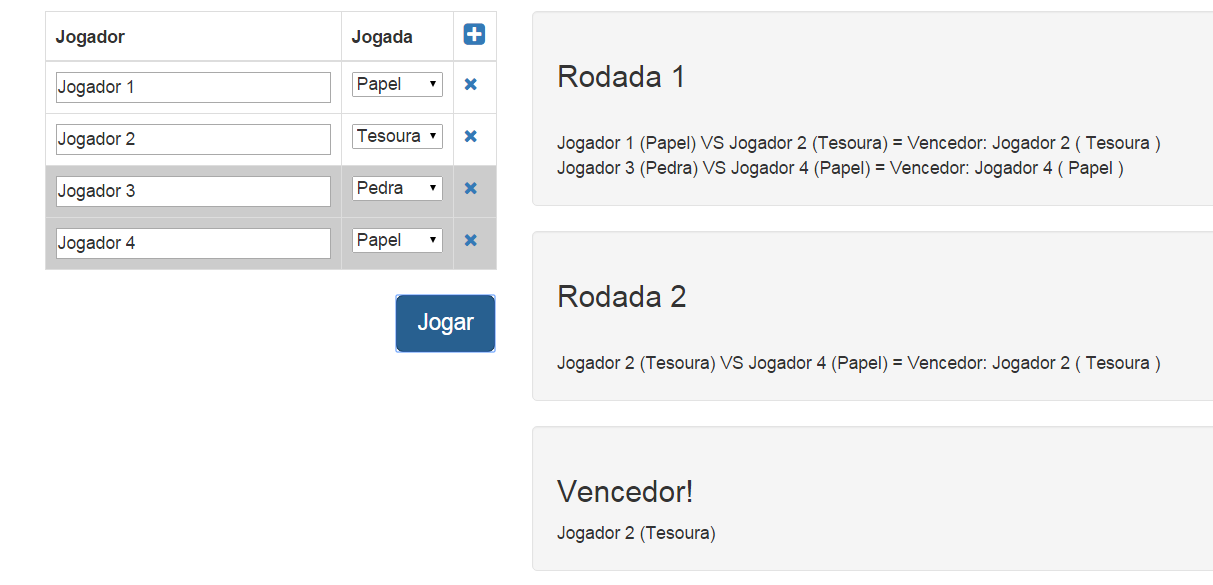 Jogador Jogada
Jogador 1 Papel
Jogador 2 Tesoura
Jogador 3 Pedra
Jogador 4 Papel
Jogar
Rodada 1
Jogador 1 (Papel) VS Jogador 2 (Tesoura) = Vencedor: Jogador 2 ( Tesoura )
Jogador 3 (Pedra) VS Jogador 4 (Papel) = Vencedor: Jogador 4 ( Papel )
Rodada 2
Jogador 2 (Tesoura) VS Jogador 4 (Papel) = Vencedor: Jogador 2 ( Tesoura )
Vencedor!
Jogador 2 (Tesoura)